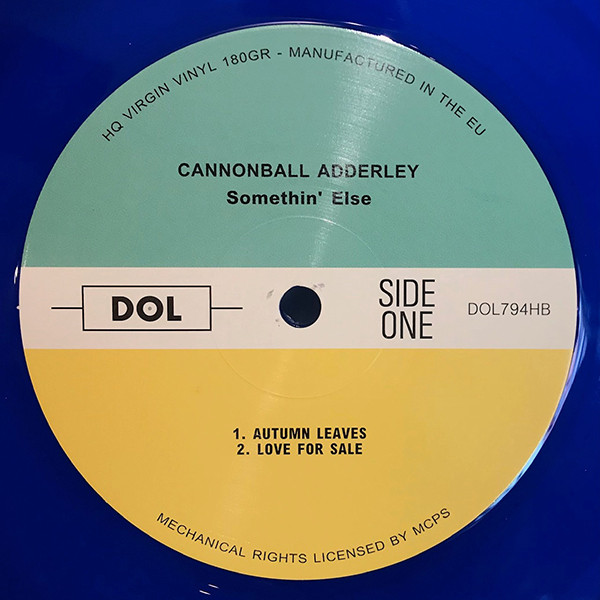 HQ VIRGIN VINYL 180GR - MANUFACTURED IN THE EU
CANNONBALL ADDERLEY
Somethin' Else
DOL
SIDE
ONE
DOL794HB
1. AUTUMN LEAVES
2. LOVE FOR SALE
MECHANICAL RIGHTS LICENSED BY MCPS